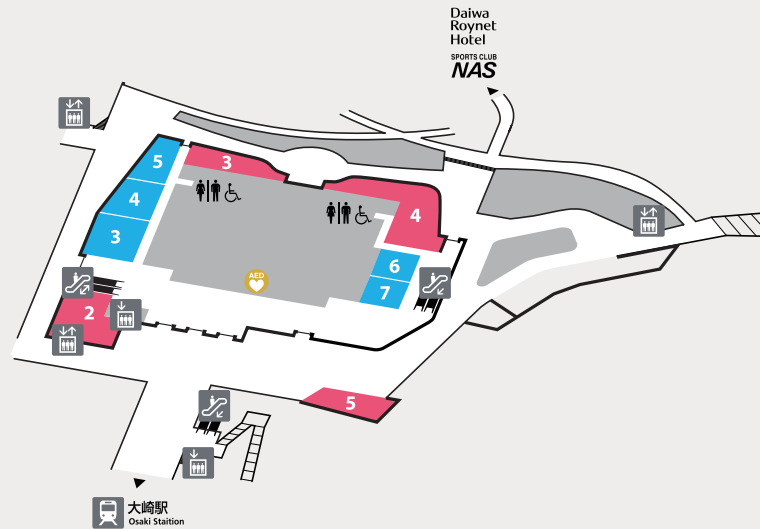 Daiwa
Roynet
Hotel
SPORTS CLUB
NAS
5
3
4
4
3
6
7
AED
2
5
大崎駅
Osaki Staition